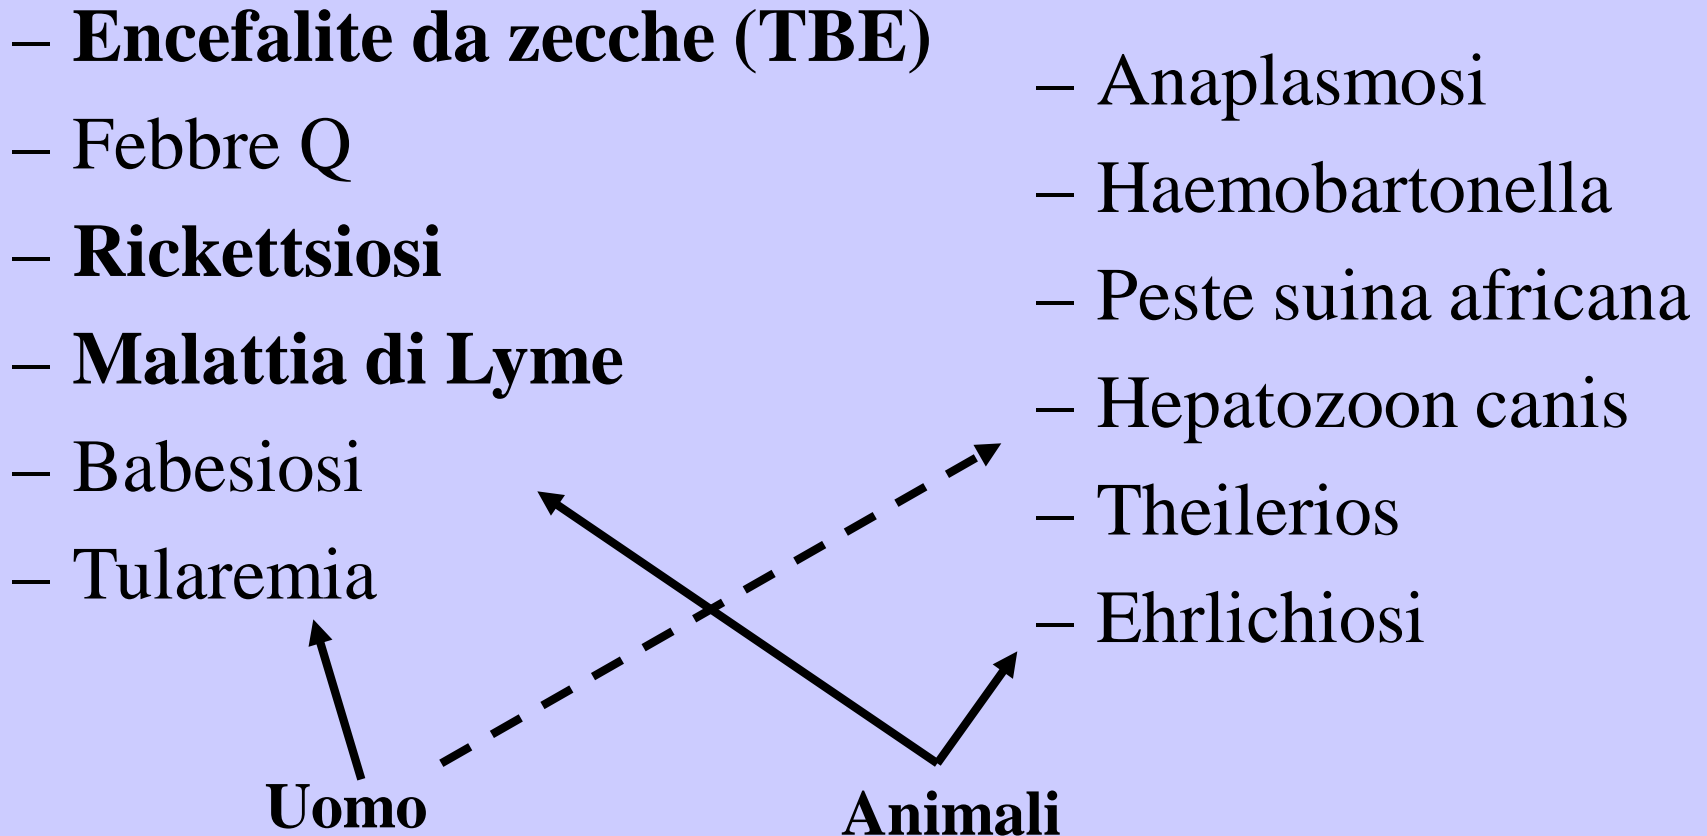 – Encefalite da zecche (TBE)
– Febbre Q
– Rickettsiosi
– Malattia di Lyme
– Babesiosi
– Tularemia
– Anaplasmosi
– Haemobartonella
– Peste suina africana
– Hepatozoon canis
– Theilerios
– Ehrlichiosi
Uomo
Animali